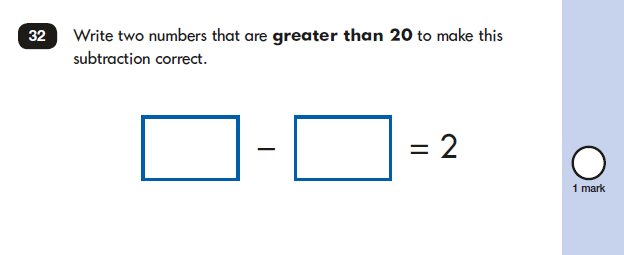 32 Write two numbers that are greater than 20 to make this
subtraction correct.
– = 2
1 mark